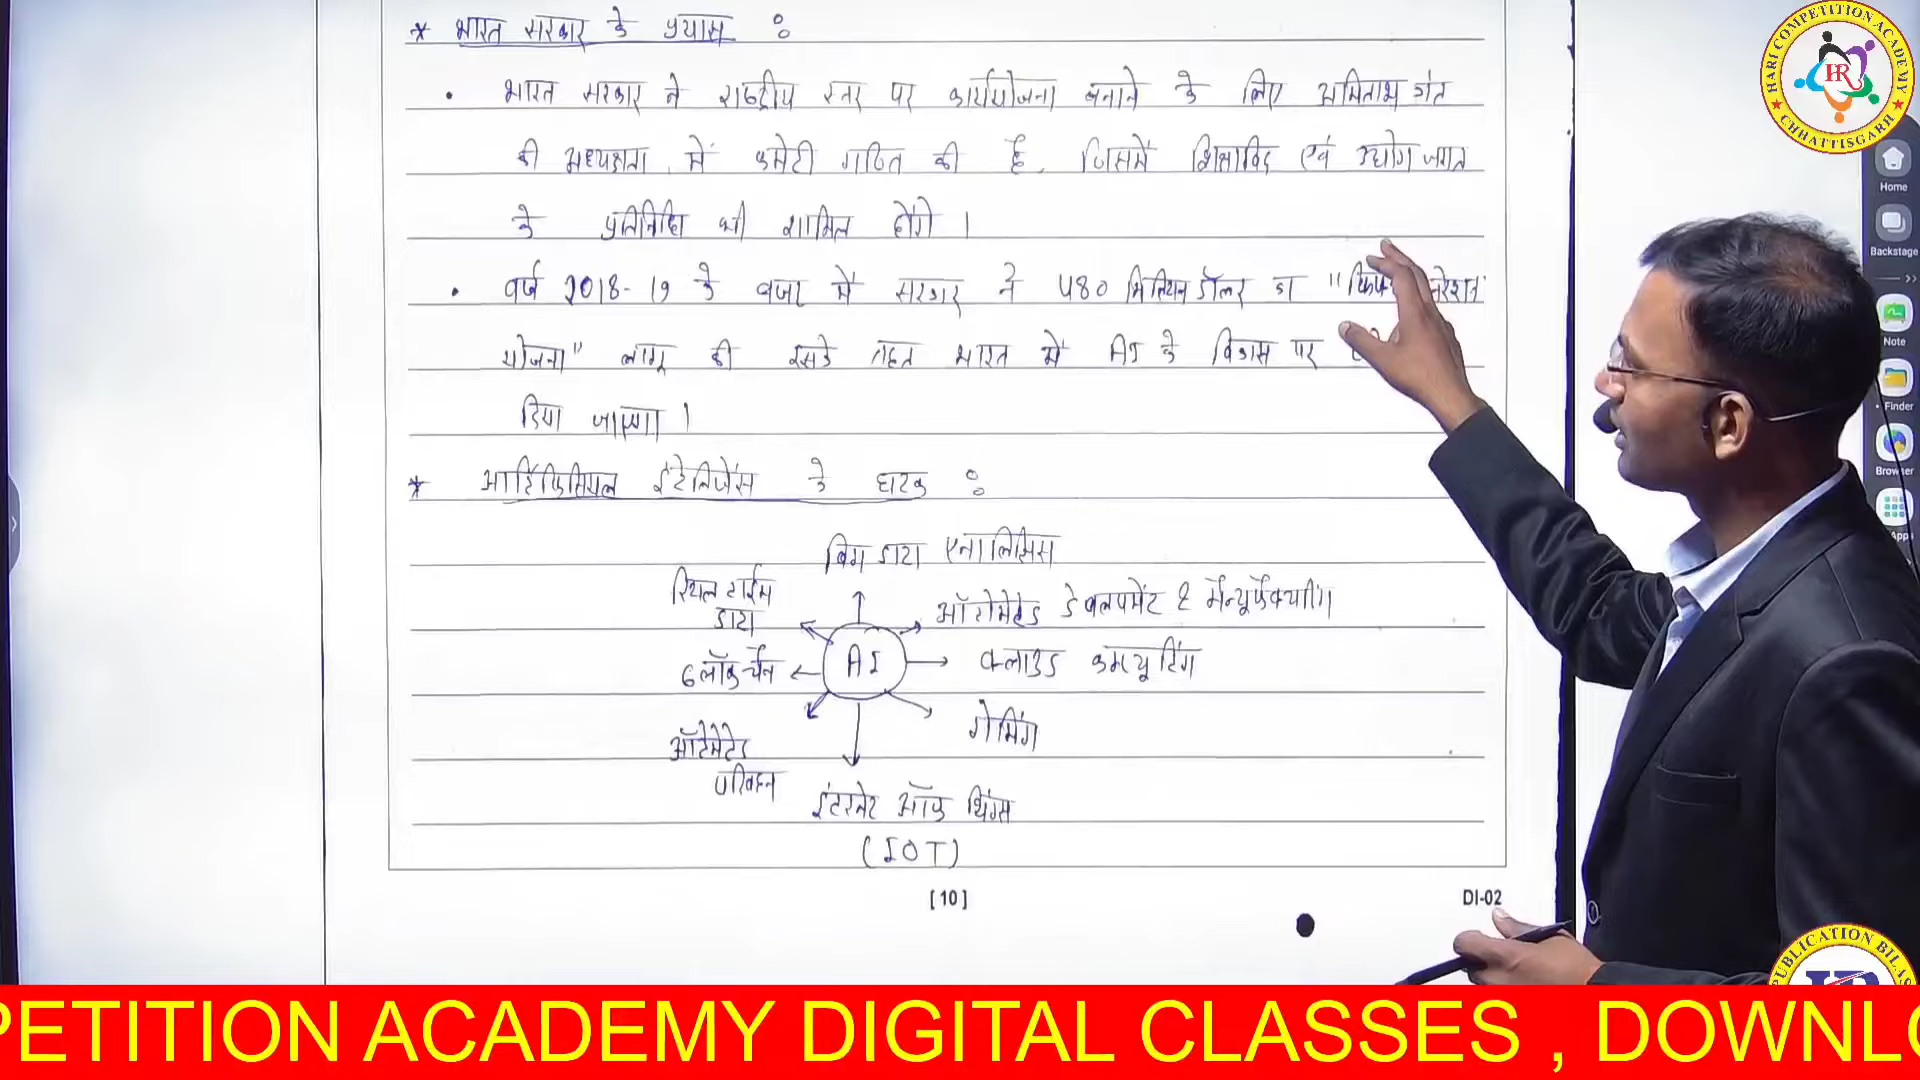 * भारत सरकार के प्रयास :
• भारत सरकार ने राष्ट्रीय स्तर पर कार्ययोजना बनाने के लिए अमिताभ कांत
की अध्यक्षता में कमेटी गठित की है, जिसमें शिक्षाविद एवं उद्योग जगत
के प्रतिनिधि भी शामिल होंगे ।
• वर्ष 2018-19 के बजट में सरकार ने 480 मिलियन डॉलर का "फिफ्थ
योजना" लागू की इसके तहत भारत में AI के विकास पर
दिया जाएगा ।
* आर्टिफिसियल इंटेलिजेंस के घटक :
बिग डाटा एनालिसिस
रियल टाईम
डाटा
ऑटोमेटेड डेवलपमेंट & मैन्यूफैक्चरिंग
AI
ब्लॉक चैन
क्लाउड कम्प्यूटिंग
गेमिंग
ऑटोमेटेड
परिवहन
इंटरनेट ऑफ थिंग्स
(IOT)
[10]
DI-02
HARI COMPETITION ACADEMY
HR
CHHATTISGARH
Home
Backstage
Note
Finder
Browser
Apps
PUBLICATION BILAS
PETITION ACADEMY DIGITAL CLASSES , DOWNLO